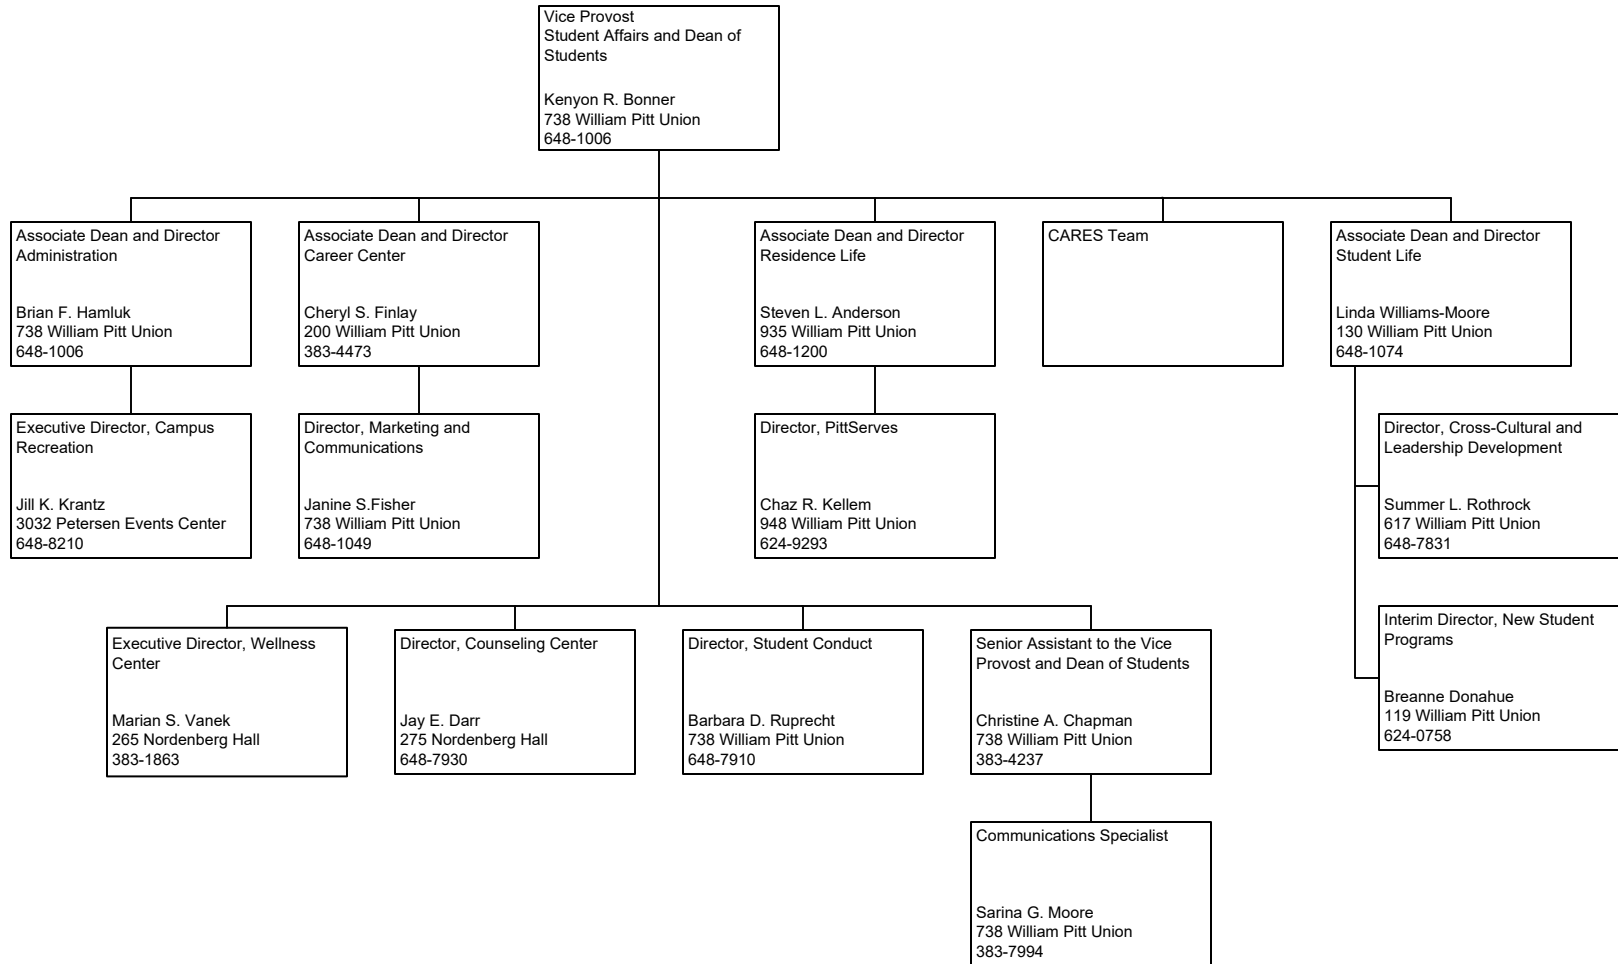 Vice Provost
Student Affairs and Dean of
Students
Kenyon R. Bonner
738 William Pitt Union
648-1006
Associate Dean and Director
Administration
Brian F. Hamluk
738 William Pitt Union
648-1006
Associate Dean and Director
Career Center
Cheryl S. Finlay
200 William Pitt Union
383-4473
Associate Dean and Director
Residence Life
Steven L. Anderson
935 William Pitt Union
648-1200
CARES Team
Associate Dean and Director
Student Life
Linda Williams-Moore
130 William Pitt Union
648-1074
Executive Director, Campus
Recreation
Jill K. Krantz
3032 Petersen Events Center
648-8210
Director, Marketing and
Communications
Janine S.Fisher
738 William Pitt Union
648-1049
Director, PittServes
Chaz R. Kellem
948 William Pitt Union
624-9293
Director, Cross-Cultural and
Leadership Development
Summer L. Rothrock
617 William Pitt Union
648-7831
Executive Director, Wellness
Center
Marian S. Vanek
265 Nordenberg Hall
383-1863
Director, Counseling Center
Jay E. Darr
275 Nordenberg Hall
648-7930
Director, Student Conduct
Barbara D. Ruprecht
738 William Pitt Union
648-7910
Senior Assistant to the Vice
Provost and Dean of Students
Christine A. Chapman
738 William Pitt Union
383-4237
Interim Director, New Student
Programs
Breanne Donahue
119 William Pitt Union
624-0758
Communications Specialist
Sarina G. Moore
738 William Pitt Union
383-7994